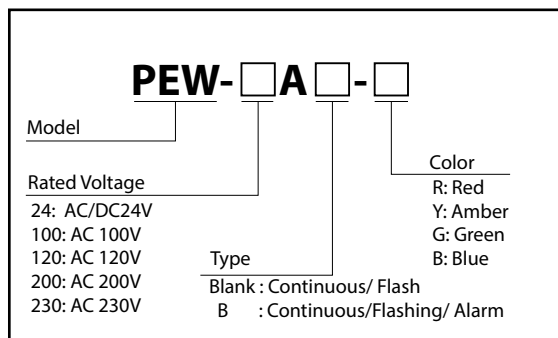 PEW-□A□-□
Model
Rated Voltage
24: AC/DC24V
100: AC 100V
120: AC 120V
200: AC 200V
230: AC 230V
Type
Blank : Continuous/ Flash
B : Continuous/Flashing/ Alarm
Color
R: Red
Y: Amber
G: Green
B: Blue